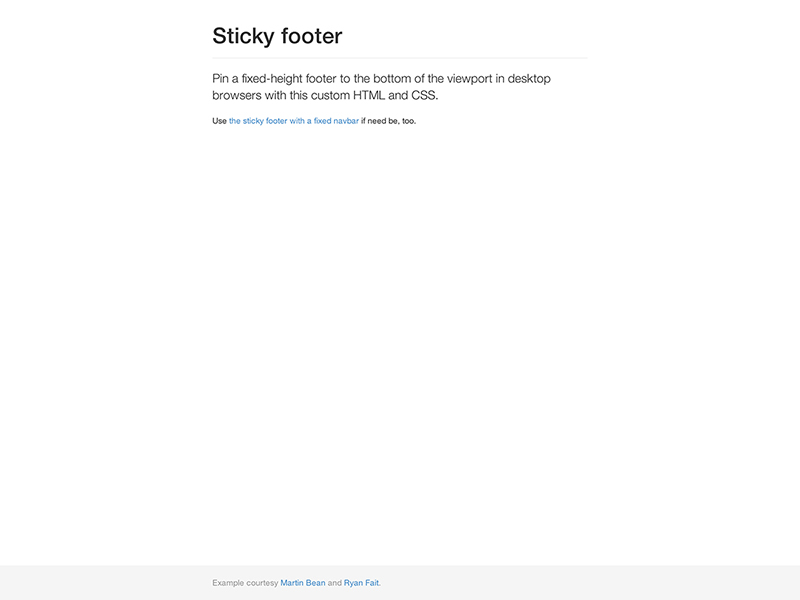 Sticky footer
Pin a fixed-height footer to the bottom of the viewport in desktop
browsers with this custom HTML and CSS.
Use the sticky footer with a fixed navbar if need be, too.
Example courtesy Martin Bean and Ryan Fait.